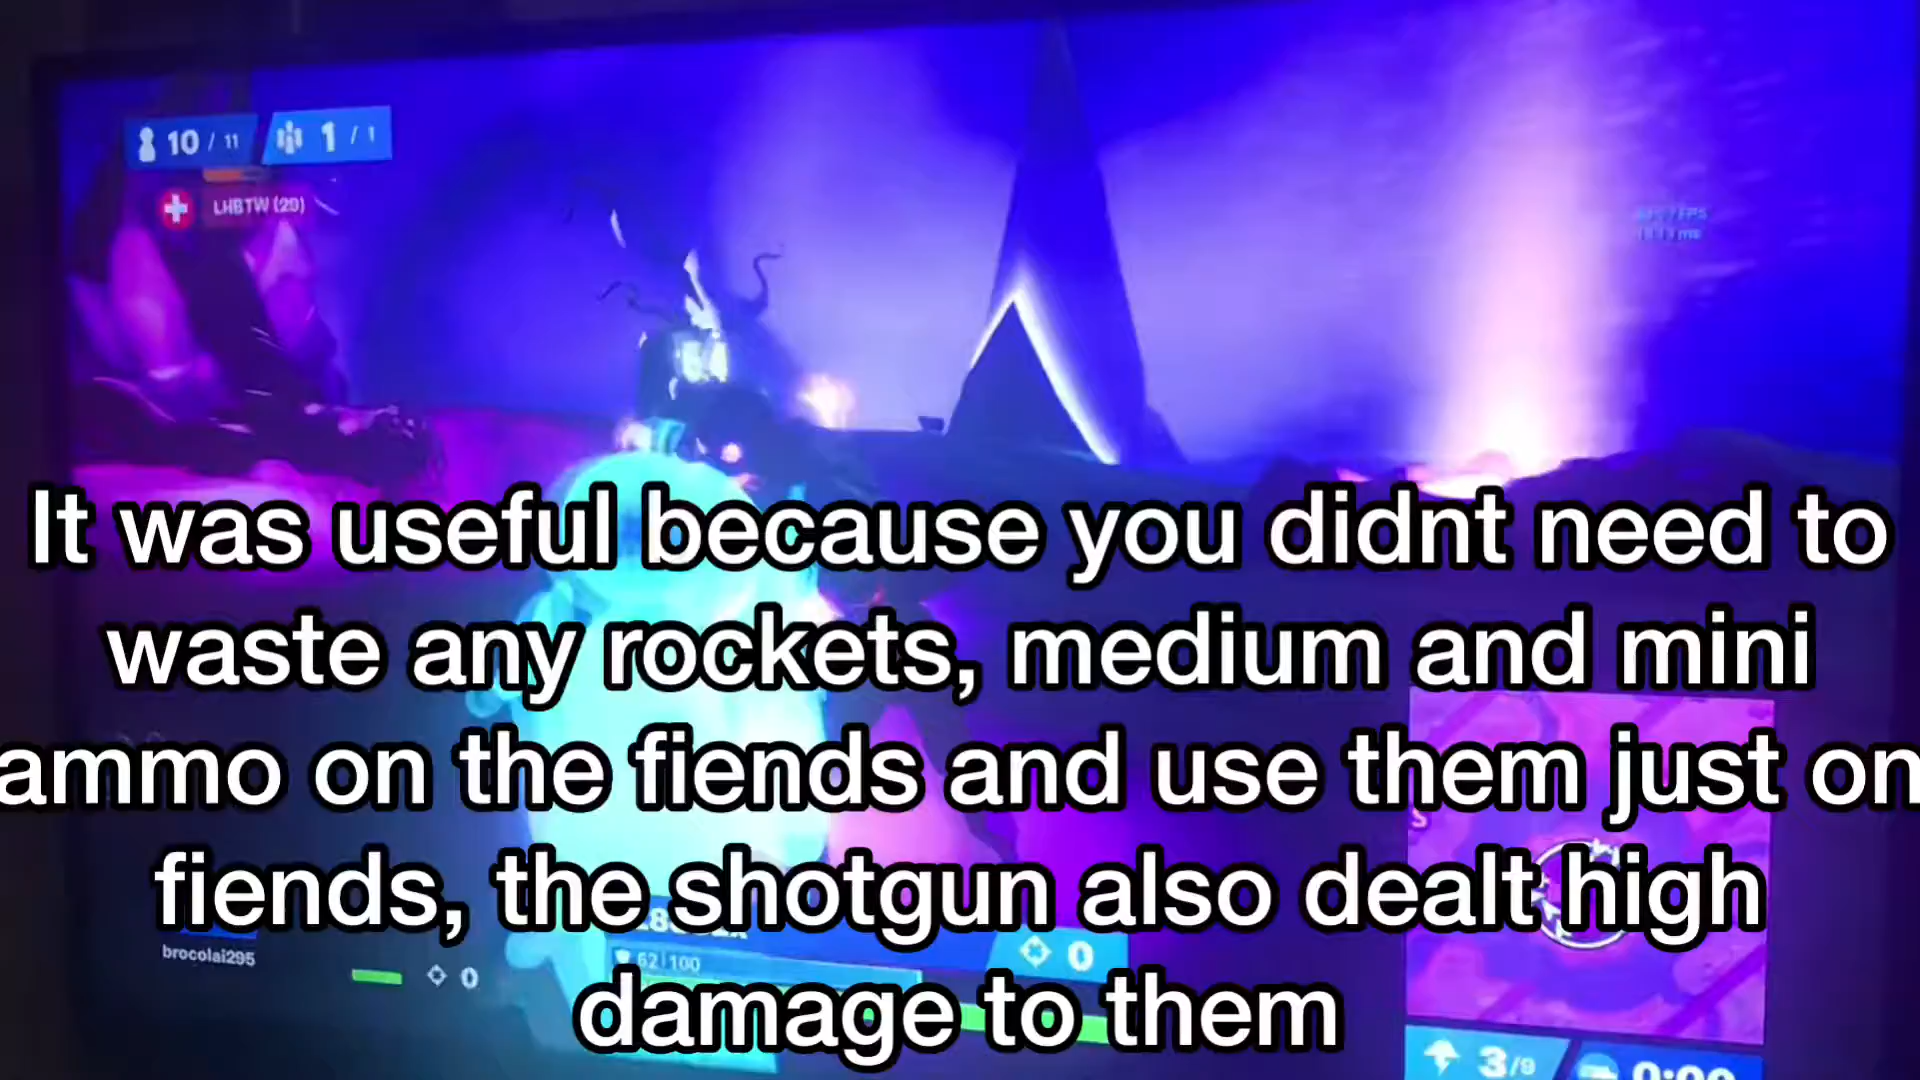 10 / 11
1 / 1
LHBTW (20)
It was useful because you didnt need to
waste any rockets, medium and mini
ammo on the fiends and use them just on
fiends, the shotgun also dealt high
damage to them
brocolai295
0
62|100
0
3/9
0:00